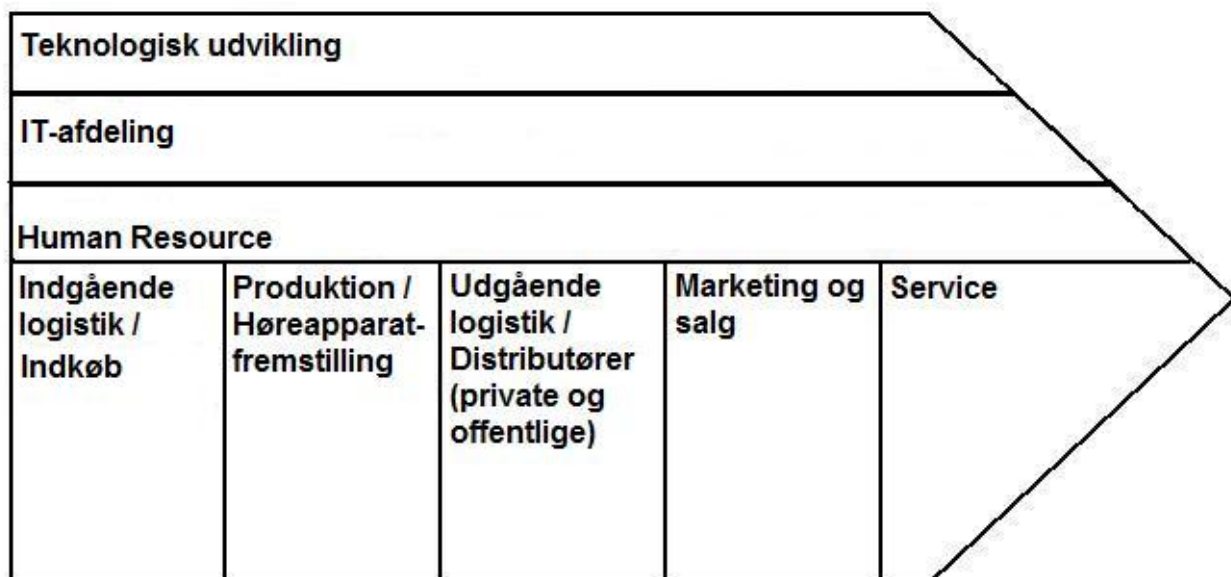 Teknologisk udvikling
IT-afdeling
Human Resource
Indgående
logistik /
Indkøb
Produktion /
Høreapparat-
fremstilling
Udgående
logistik /
Distributører
(private og
offentlige)
Marketing og
salg
Service